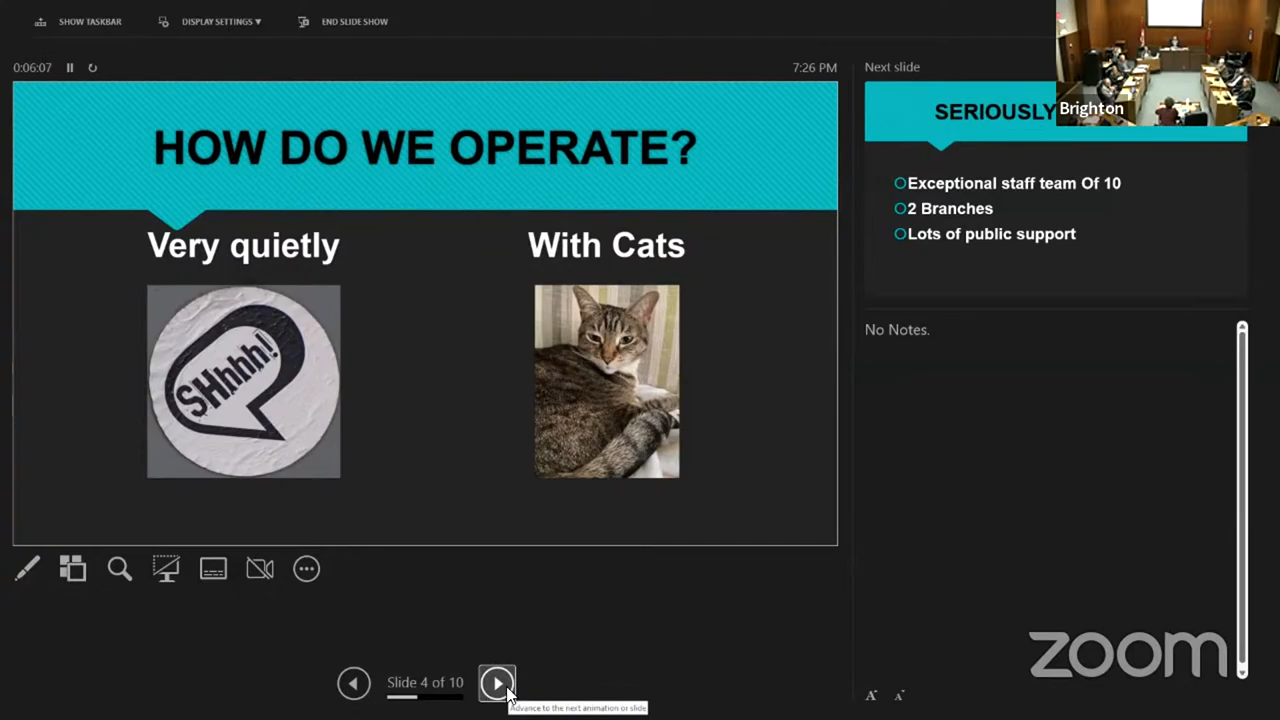 SHOW TASKBAR
DISPLAY SETTINGS ▼
END SLIDE SHOW
0:06:07
7:26 PM
HOW DO WE OPERATE?
Very quietly
With Cats
SHhhh!
Slide 4 of 10
Advance to the next animation or slide
Next slide
SERIOUSLY
Brighton
Exceptional staff team Of 10
2 Branches
Lots of public support
No Notes.
zoom
A
A